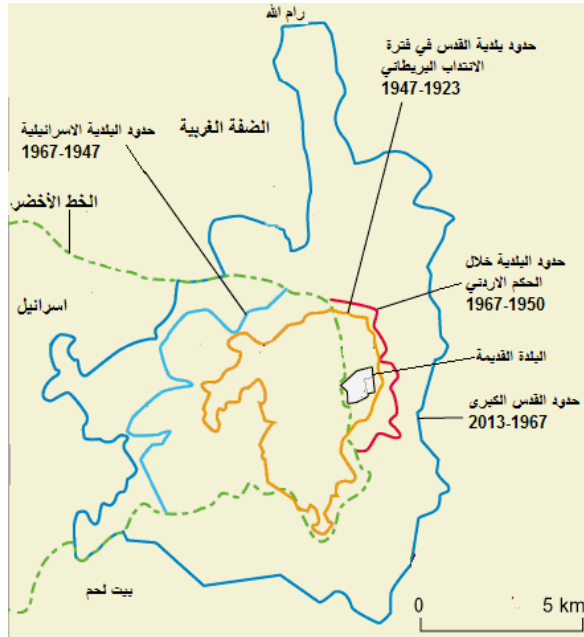 رام الله
حدود بلدية القدس في فترة
الانتداب البريطاني
1947-1923
الضفة الغربية
حدود البلدية الاسرائيلية
1967-1947
الخط الأخضر
حدود البلدية خلال
الحكم الاردني
1967-1950
اسرائيل
البلدة القديمة
حدود القدس الكبرى
2013-1967
بيت لحم
0 5 km